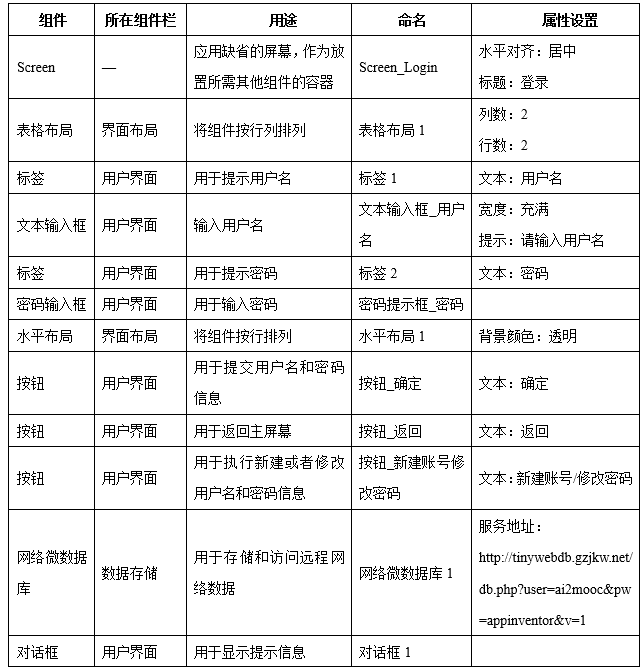 组件 所在组件栏 用途 命名 属性设置
Screen — 应用缺省的屏幕，作为放 Screen_Login 水平对齐：居中
置所需其他组件的容器 标题：登录
表格布局 界面布局 将组件按行列排列 表格布局 1 列数：2
行数：2
标签 用户界面 用于提示用户名 标签 1 文本：用户名
文本输入框 用户界面 输入用户名 文本输入框_用户 宽度：充满
名 提示：请输入用户名
标签 用户界面 用于提示密码 标签 2 文本：密码
密码输入框 用户界面 用于输入密码 密码提示框_密码
水平布局 界面布局 将组件按行排列 水平布局 1 背景颜色：透明
按钮 用户界面 用于提交用户名和密码 按钮_确定 文本：确定
信息
按钮 用户界面 用于返回主屏幕 按钮_返回 文本：返回
按钮 用户界面 用于执行新建或者修改 按钮_新建账号修 文本：新建账号/修改密码
用户名和密码信息 改密码
网络微数据 数据存储 用于存储和访问远程网 网络微数据库 1 服务地址：
库 络数据 http://tinywebdb.gzjkw.net/
db.php?user=ai2mooc&pw
=appinventor&v=1
对话框 用户界面 用于显示提示信息 对话框 1